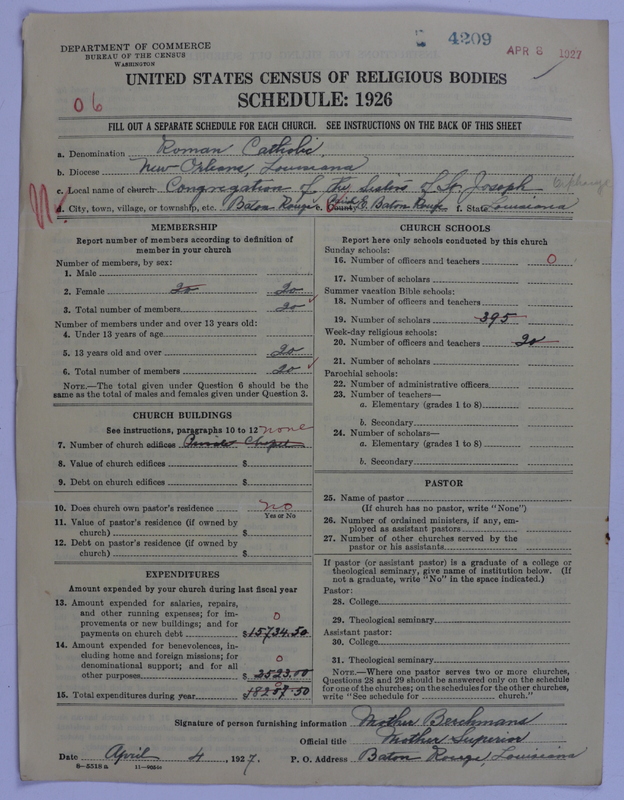 DEPARTMENT OF COMMERCE
BUREAU OF THE CENSUS
WASHINGTON
4209
APR 8 1927
UNITED STATES CENSUS OF RELIGIOUS BODIES
SCHEDULE: 1926
06
FILL OUT A SEPARATE SCHEDULE FOR EACH CHURCH. SEE INSTRUCTIONS ON THE BACK OF THIS SHEET
a. Denomination Roman Catholic
b. Diocese New Orleans, Louisiana
c. Local name of church Congregation of the Sisters of St. Joseph
d. City, town, village, or township, etc. Baton Rouge e. County E. Baton Rouge f. State Louisiana
MEMBERSHIP
Report number of members according to definition of member in your church
Number of members, by sex:
1. Male
2. Female 20 20
3. Total number of members 20
Number of members under and over 13 years old:
4. Under 13 years of age
5. 13 years old and over 20
6. Total number of members 20
NOTE.—The total given under Question 6 should be the
same as the total of males and females given under Question 3.
CHURCH BUILDINGS
See instructions, paragraphs 10 to 12
none
7. Number of church edifices Chapel
8. Value of church edifices $
9. Debt on church edifices $
10. Does church own pastor's residence no
Yes or No
11. Value of pastor's residence (if owned by
church) $
12. Debt on pastor's residence (if owned by
church) $
EXPENDITURES
Amount expended by your church during last fiscal year
13. Amount expended for salaries, repairs,
and other running expenses; for im-
provements or new buildings; and for
payments on church debt $15734.50
0
14. Amount expended for benevolences, in-
cluding home and foreign missions; for
denominational support; and for all
other purposes $2523.00
0
15. Total expenditures during year $18257.50
CHURCH SCHOOLS
Report here only schools conducted by this church
Sunday schools:
16. Number of officers and teachers 0
17. Number of scholars
Summer vacation Bible schools:
18. Number of officers and teachers
19. Number of scholars 395
Week-day religious schools:
20. Number of officers and teachers 20
21. Number of scholars
Parochial schools:
22. Number of administrative officers
23. Number of teachers—
a. Elementary (grades 1 to 8)
b. Secondary
24. Number of scholars—
a. Elementary (grades 1 to 8)
b. Secondary
PASTOR
25. Name of pastor
(If church has no pastor, write "None")
26. Number of ordained ministers, if any, em-
ployed as assistant pastors
27. Number of other churches served by the
pastor or his assistants
If pastor (or assistant pastor) is a graduate of a college or
theological seminary, give name of institution below. (If
not a graduate, write "No" in the space indicated.)
Pastor:
28. College
29. Theological seminary
Assistant pastor:
30. College
31. Theological seminary
NOTE.—Where one pastor serves two or more churches,
Questions 28 and 29 should be answered only on the schedule
for one of the churches; on the schedules for the other churches,
write "See schedule for church."
Signature of person furnishing information Mother Berchmans
Official title Mother Superior
Date April 4, 1927. P. O. Address Baton Rouge, Louisiana
8—5518a 11—9054c